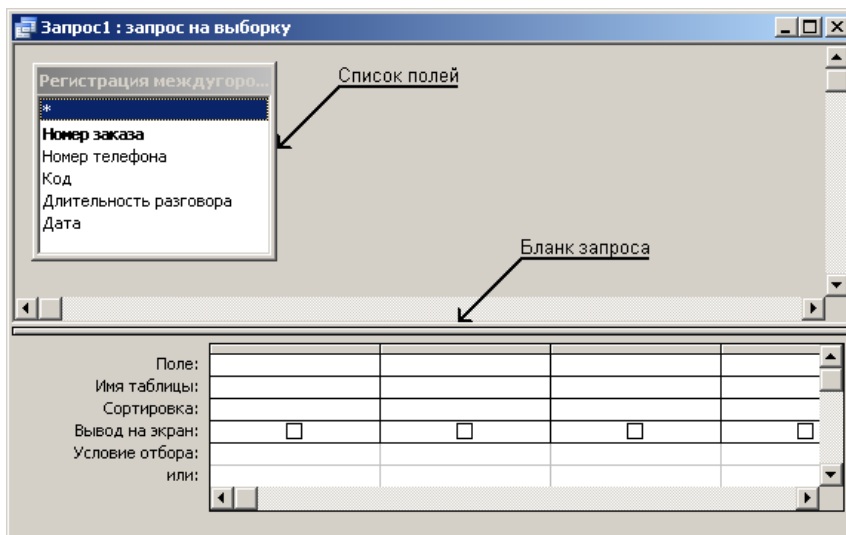 Запрос1 : запрос на выборку
Список полей
Регистрация междугоро...
*
Номер заказа
Номер телефона
Код
Длительность разговора
Дата
Бланк запроса
Поле:
Имя таблицы:
Сортировка:
Вывод на экран:
Условие отбора:
или: